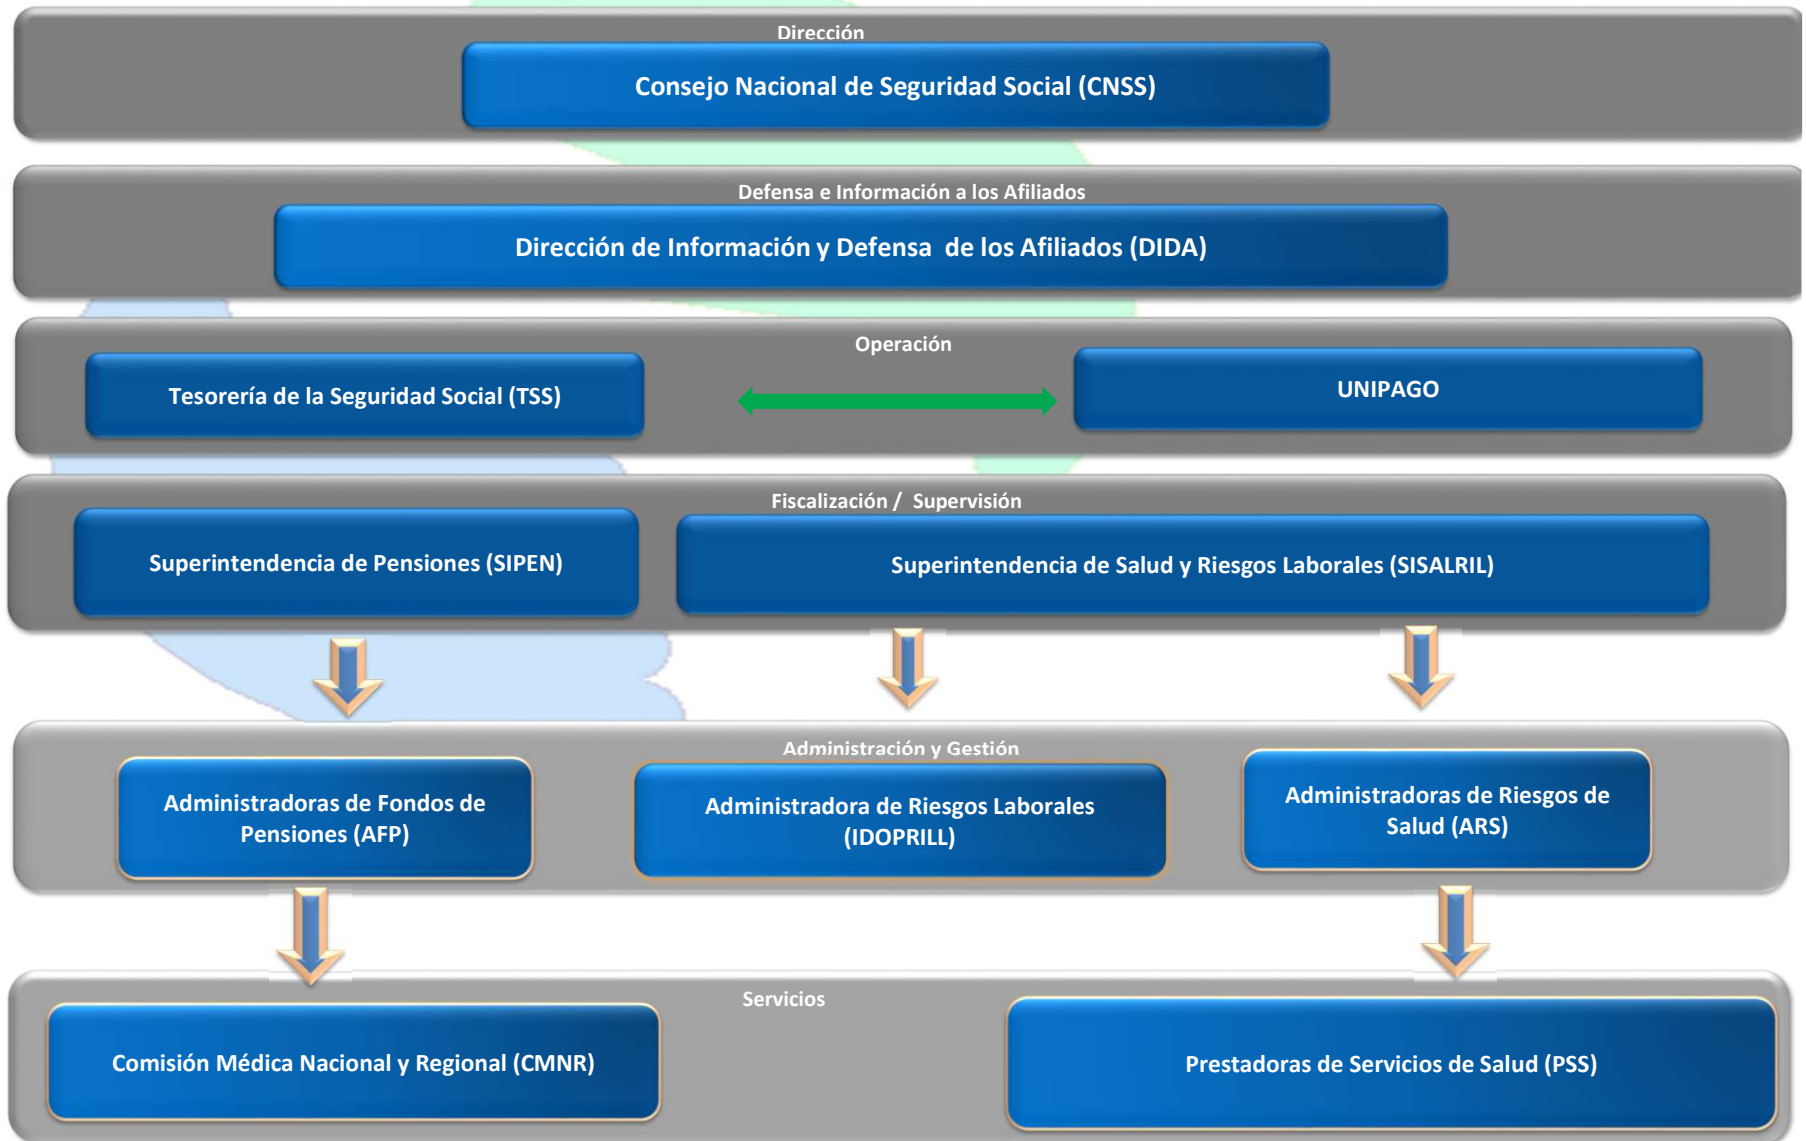 Dirección
Consejo Nacional de Seguridad Social (CNSS)
Defensa e Información a los Afiliados
Dirección de Información y Defensa  de los Afiliados (DIDA)
Operación
Tesorería de la Seguridad Social (TSS)
UNIPAGO
Fiscalización /  Supervisión
Superintendencia de Pensiones (SIPEN)
Superintendencia de Salud y Riesgos Laborales (SISALRIL)
Administración y Gestión
Administradoras de Fondos de
Pensiones (AFP)
Administradora de Riesgos Laborales
(IDOPRILL)
Administradoras de Riesgos de
Salud (ARS)
Servicios
Comisión Médica Nacional y Regional (CMNR)
Prestadoras de Servicios de Salud (PSS)